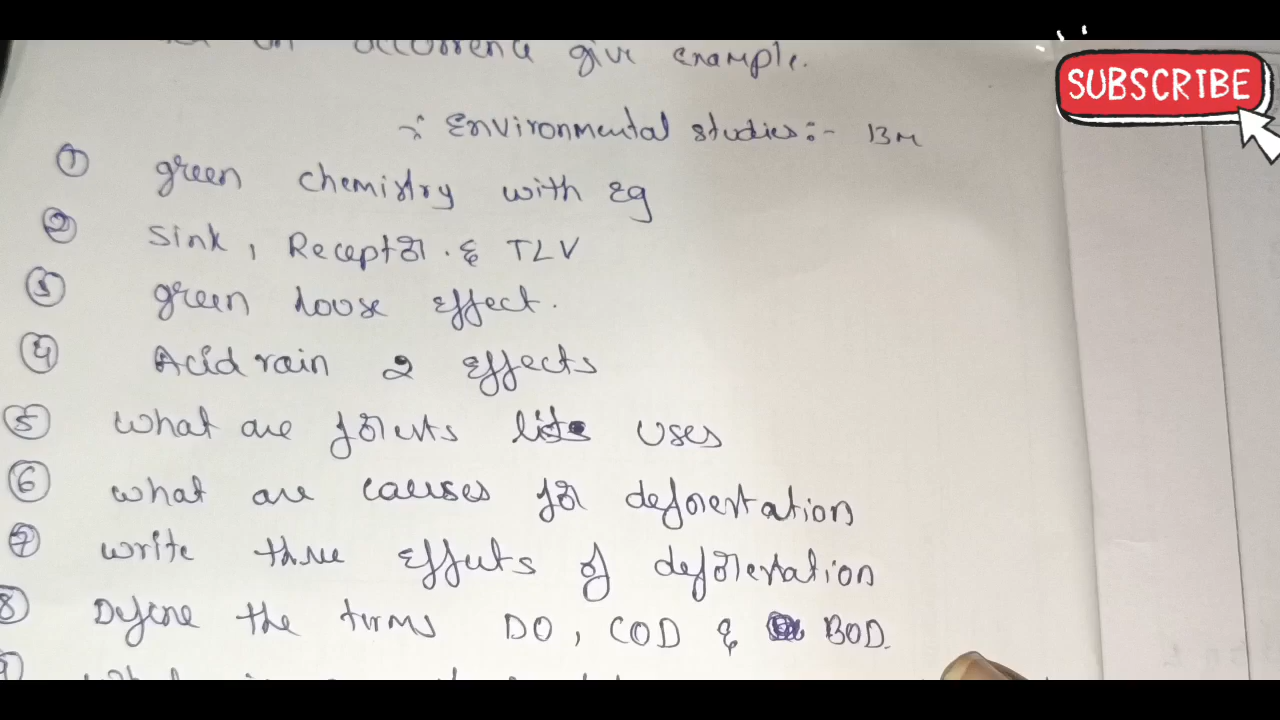 occurrence give example.
SUBSCRIBE
:- Environmental studies :- 13M
① green chemistry with Eg
② Sink, Receptor & TLV
③ green house effect.
④ Acid rain 2 effects
⑤ what are forests uses
⑥ what are causes for deforestation
⑦ write three effects of deforestation
⑧ Define the terms DO, COD & BOD.